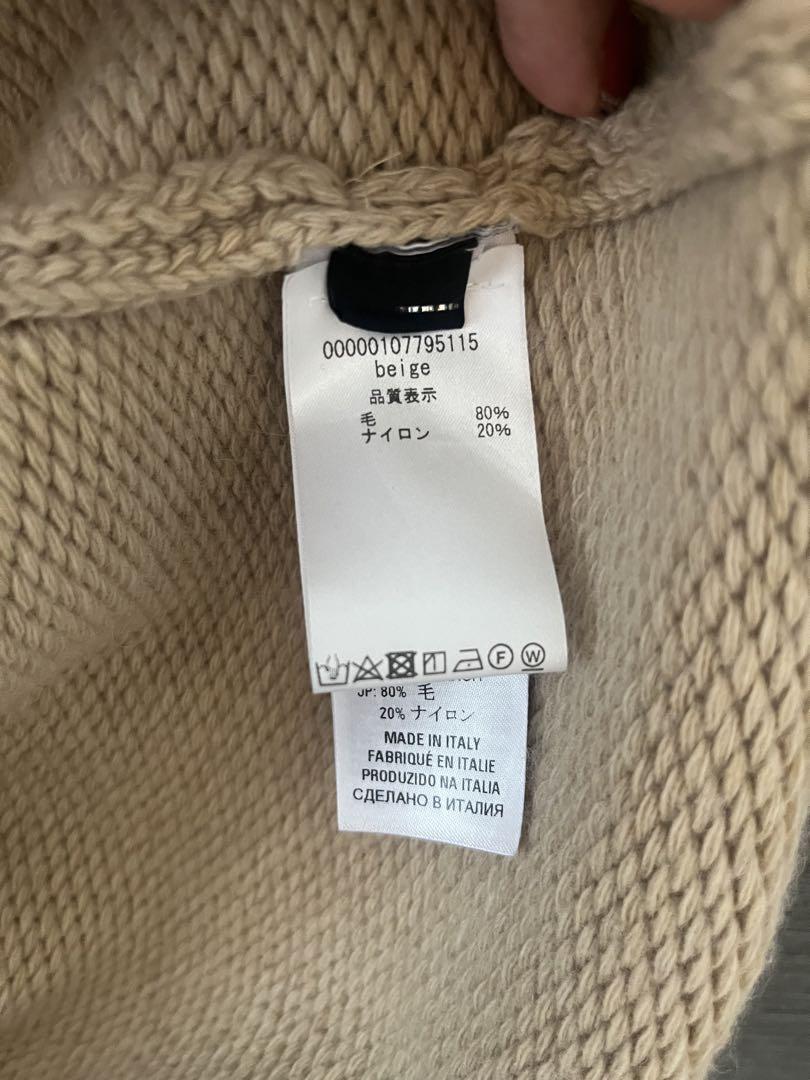 00000107795115
beige
品質表示
毛 80%
ナイロン 20%
F W
JP: 80% 毛
20% ナイロン
MADE IN ITALY
FABRIQUÉ EN ITALIE
PRODUZIDO NA ITALIA
СДЕЛАНО В ИТАЛИЯ